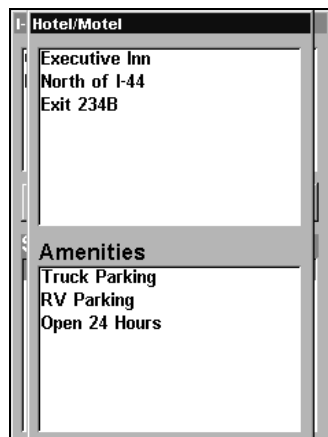 I-
Hotel/Motel
Executive Inn
North of I-44
Exit 234B
Amenities
Truck Parking
RV Parking
Open 24 Hours